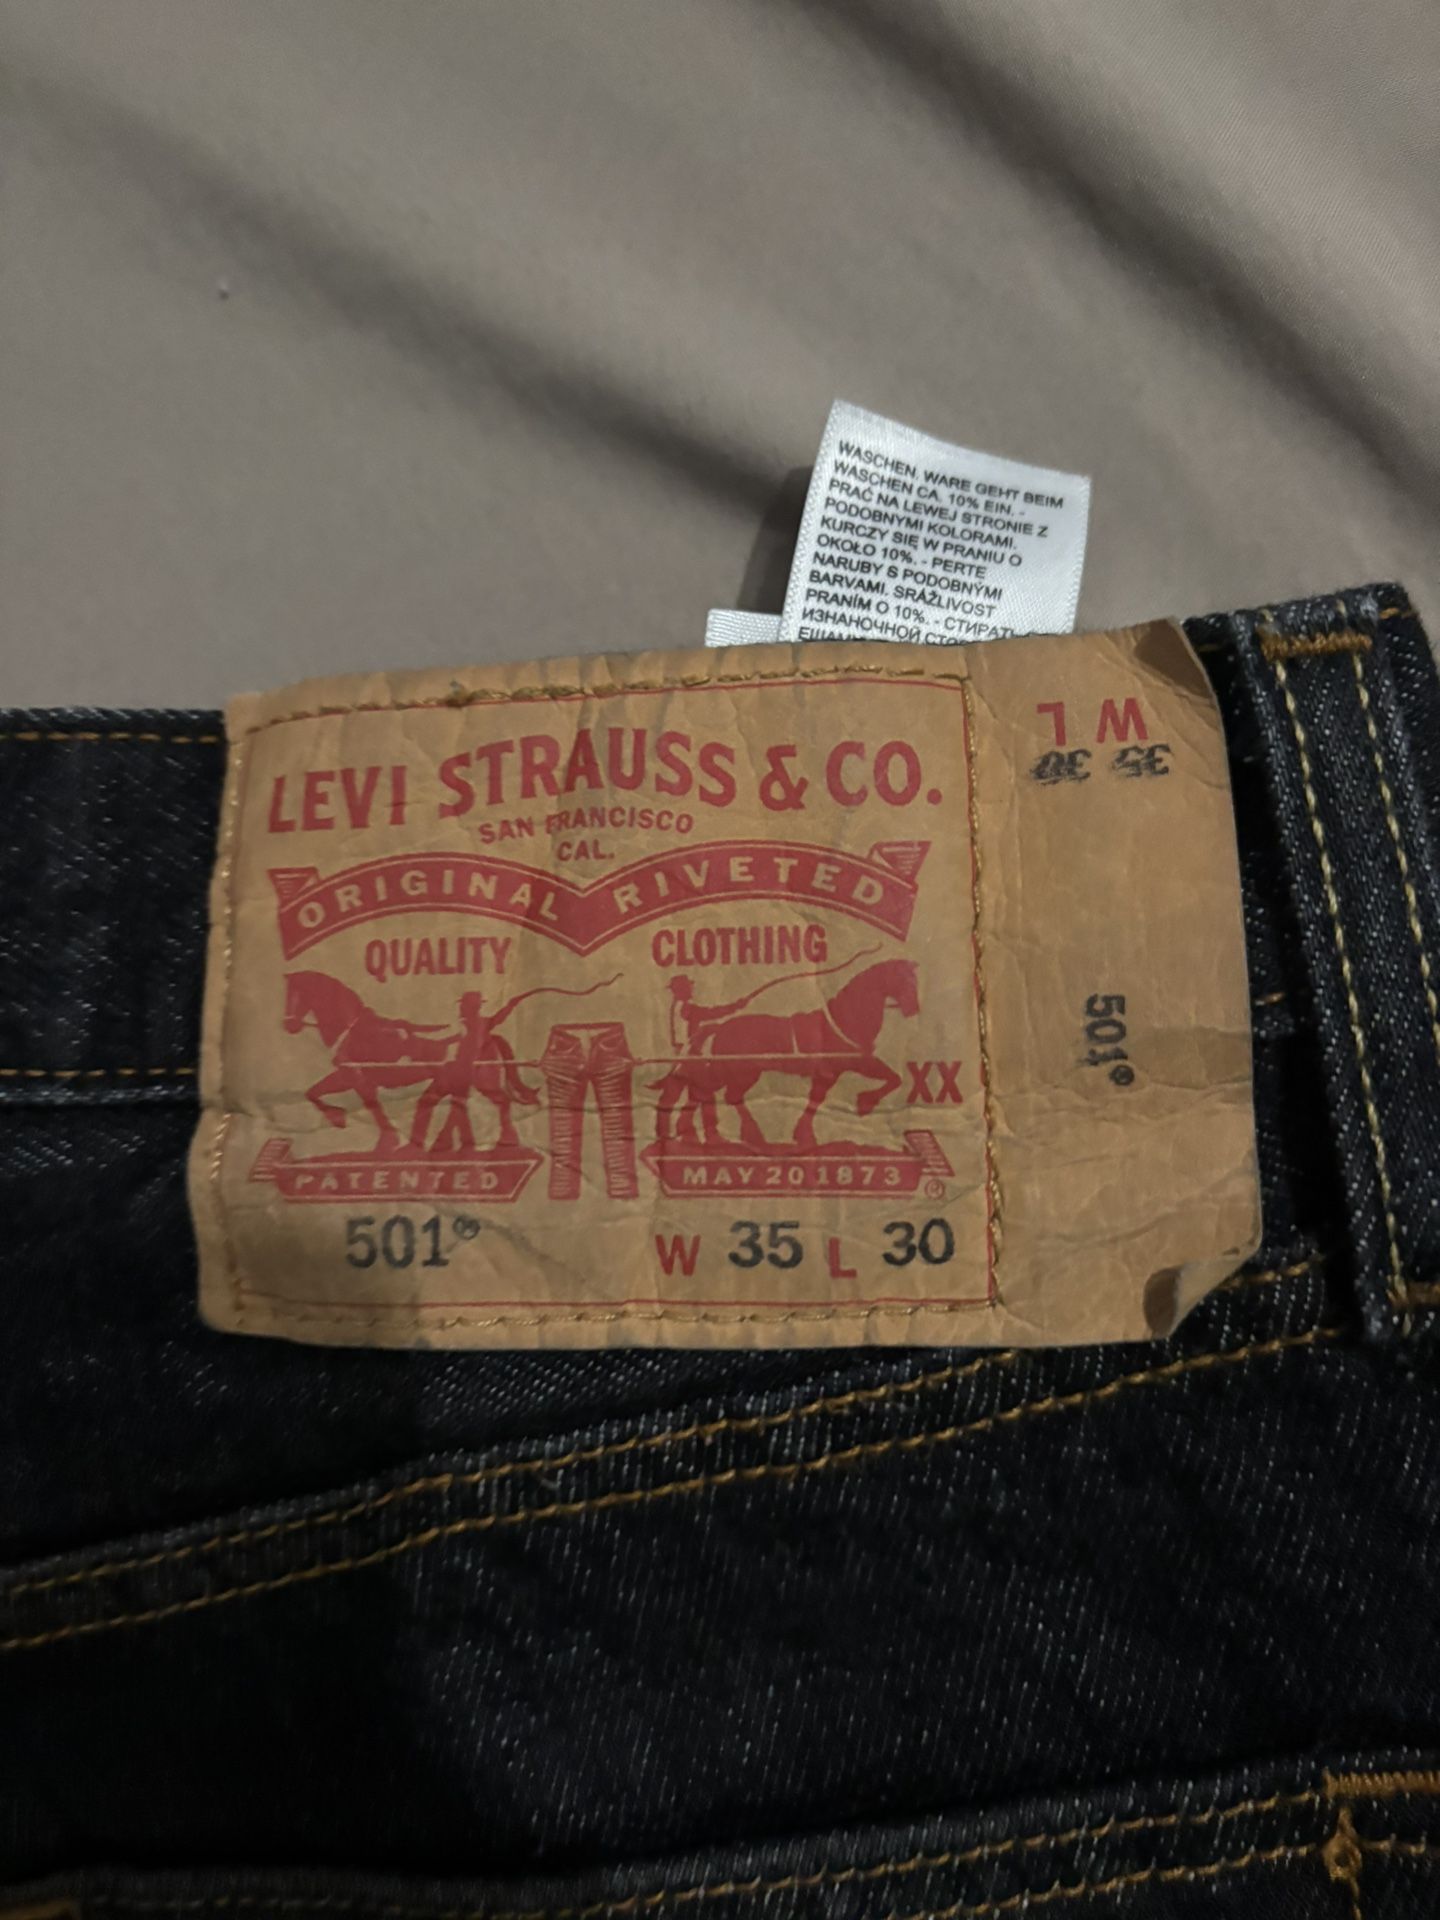 WASCHEN. WARE GEHT BEIM
WASCHEN CA. 10% EIN. -
PRAĆ NA LEWEJ STRONIE Z
PODOBNYMI KOLORAMI.
KURCZY SIĘ W PRANIU O
OKOŁO 10%. - PERTE
NARUBY S PODOBNÝMI
BARVAMI. SRÁŽLIVOST
PRANÍM O 10%. - СТИРАТЬ
ИЗНАНОЧНОЙ
LEVI STRAUSS & CO.
SAN FRANCISCO
CAL.
ORIGINAL RIVETED
QUALITY CLOTHING
XX
PATENTED MAY 20 1873 ®
501® W 35 L 30
W L
35 30
501®